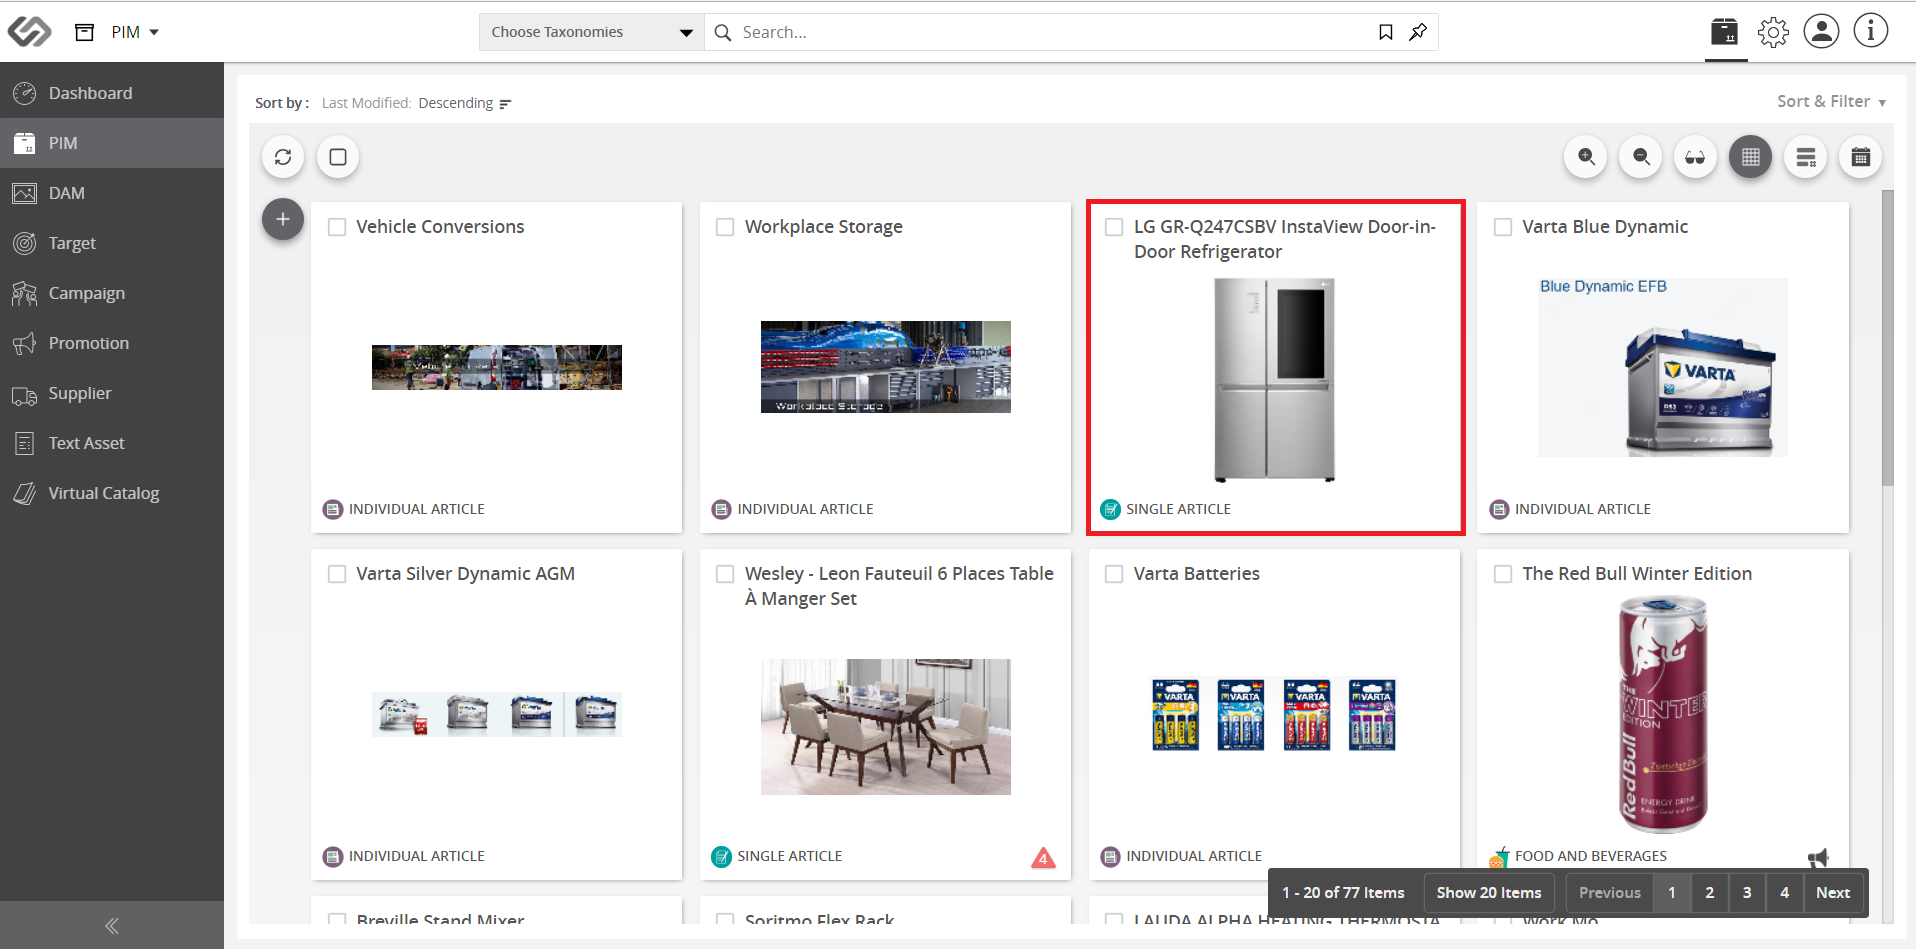 PIM
Choose Taxonomies
Search...
Dashboard
PIM
DAM
Target
Campaign
Promotion
Supplier
Text Asset
Virtual Catalog
Sort by : Last Modified: Descending
Sort & Filter
Vehicle Conversions
INDIVIDUAL ARTICLE
Workplace Storage
Workplace Storage
INDIVIDUAL ARTICLE
LG GR-Q247CSBV InstaView Door-in-
Door Refrigerator
SINGLE ARTICLE
Varta Blue Dynamic
Blue Dynamic EFB
VARTA
INDIVIDUAL ARTICLE
Varta Silver Dynamic AGM
INDIVIDUAL ARTICLE
Wesley - Leon Fauteuil 6 Places Table
À Manger Set
SINGLE ARTICLE
4
Varta Batteries
VARTA VARTA VARTA VARTA
INDIVIDUAL ARTICLE
The Red Bull Winter Edition
THE
WINTER
EDITION
Red Bull
ENERGY DRINK
FOOD AND BEVERAGES
Breville Stand Mixer
Soritmo Flex Rack
LAUDA ALPHA HEATING THERMOSTA
1 - 20 of 77 Items
Show 20 Items
Previous 1 2 3 4 Next